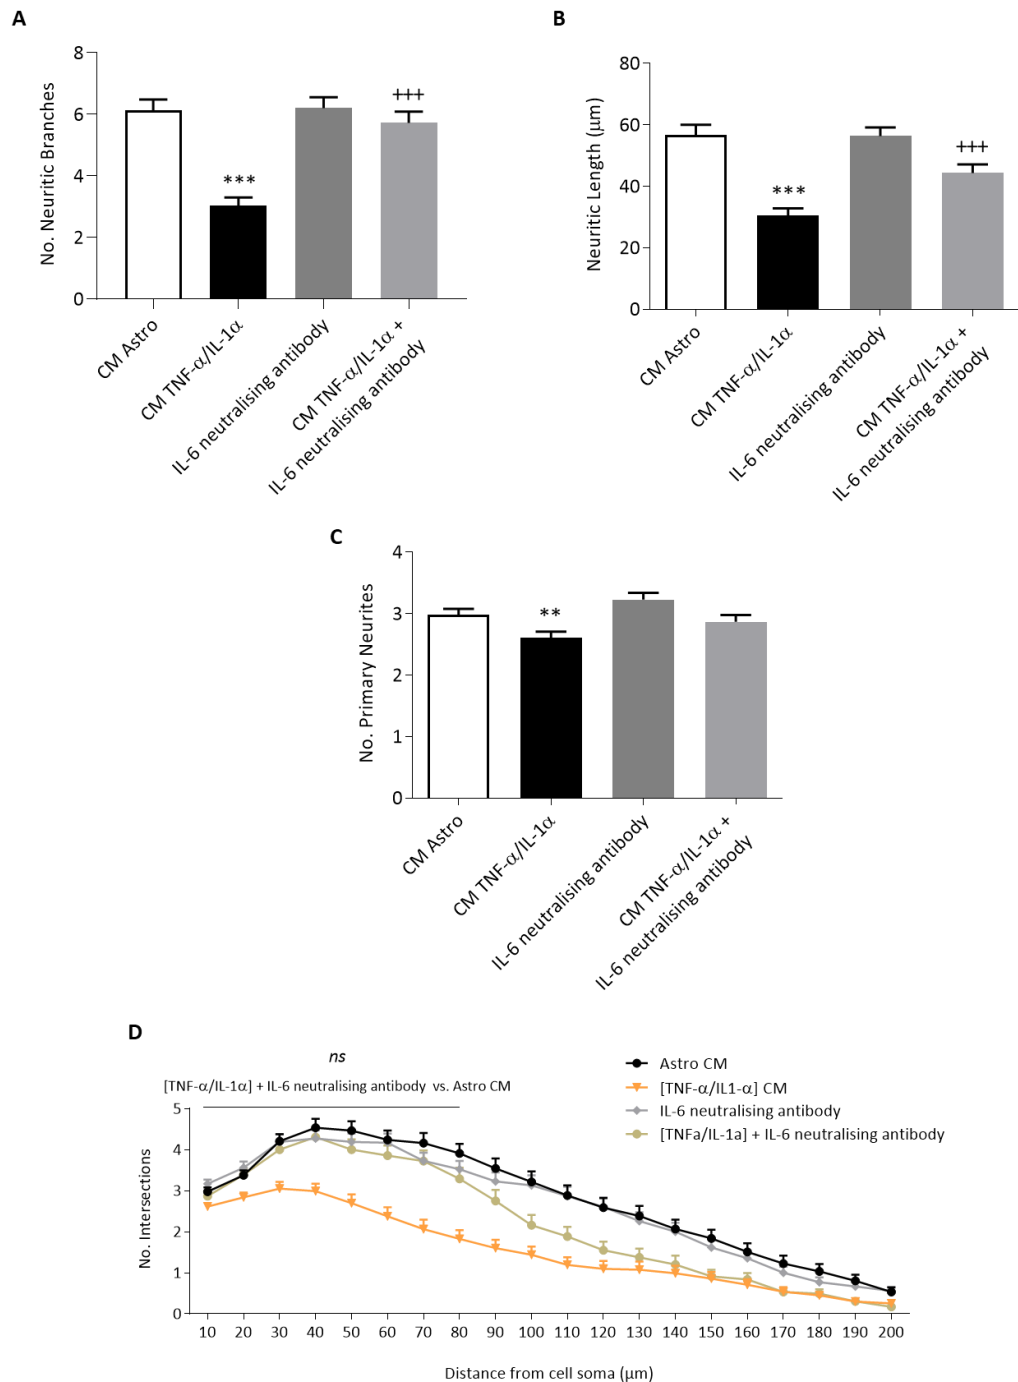 A
No. Neuritic Branches
8
6
4
2
0
***
+++
CM Astro
CM TNF-α/IL-1α
IL-6 neutralising antibody
CM TNF-α/IL-1α +
IL-6 neutralising antibody
B
Neuritic Length (μm)
80
60
40
20
0
***
+++
CM Astro
CM TNF-α/IL-1α
IL-6 neutralising antibody
CM TNF-α/IL-1α +
IL-6 neutralising antibody
C
No. Primary Neurites
4
3
2
1
0
**
CM Astro
CM TNF-α/IL-1α
IL-6 neutralising antibody
CM TNF-α/IL-1α +
IL-6 neutralising antibody
D
ns
[TNF-α/IL-1α] + IL-6 neutralising antibody vs. Astro CM
Astro CM
[TNF-α/IL1-α] CM
IL-6 neutralising antibody
[TNFa/IL-1a] + IL-6 neutralising antibody
No. Intersections
5
4
3
2
1
0
10 20 30 40 50 60 70 80 90 100 110 120 130 140 150 160 170 180 190 200
Distance from cell soma (μm)